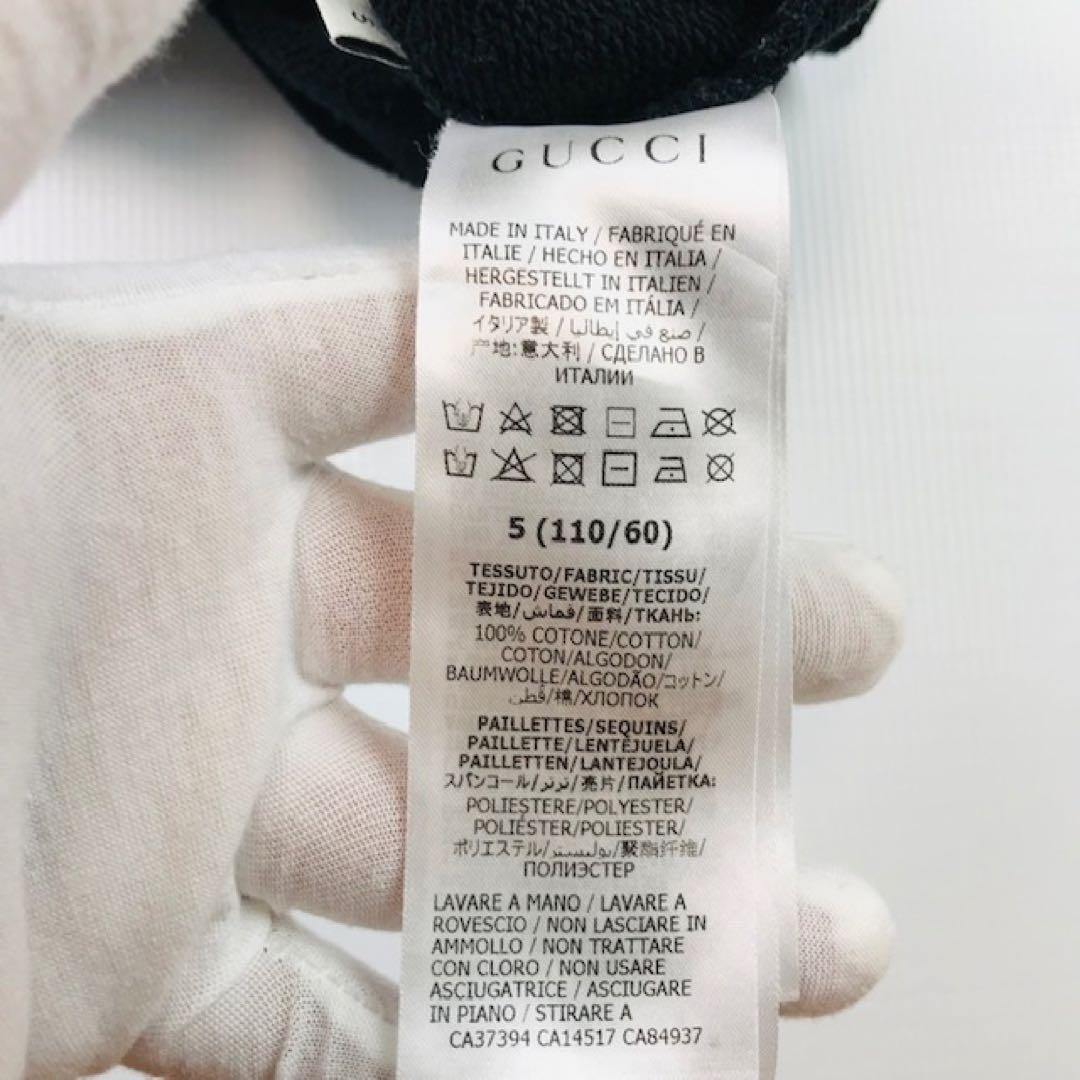 5
GUCCI
MADE IN ITALY / FABRIQUÉ EN
ITALIE / HECHO EN ITALIA /
HERGESTELLT IN ITALIEN /
FABRICADO EM ITÁLIA /
イタリア製 / صنع في إيطاليا /
产地:意大利 / СДЕЛАНО В
ИТАЛИИ
5 (110/60)
TESSUTO/FABRIC/TISSU/
TEJIDO/GEWEBE/TECIDO/
表地/قماش/面料/ТКАНЬ:
100% COTONE/COTTON/
COTON/ALGODON/
BAUMWOLLE/ALGODÃO/コットン/
قطن/棉/ХЛОПОК
PAILLETTES/SEQUINS/
PAILLETTE/LENTEJUELA/
PAILLETTEN/LANTEJOULA/
スパンコール/ترتر/亮片/ПАЙЕТКА:
POLIESTERE/POLYESTER/
POLIÉSTER/POLIESTER/
ポリエステル/بوليستر/聚酯纤维/
ПОЛИЭСТЕР
LAVARE A MANO / LAVARE A
ROVESCIO / NON LASCIARE IN
AMMOLLO / NON TRATTARE
CON CLORO / NON USARE
ASCIUGATRICE / ASCIUGARE
IN PIANO / STIRARE A
CA37394 CA14517 CA84937